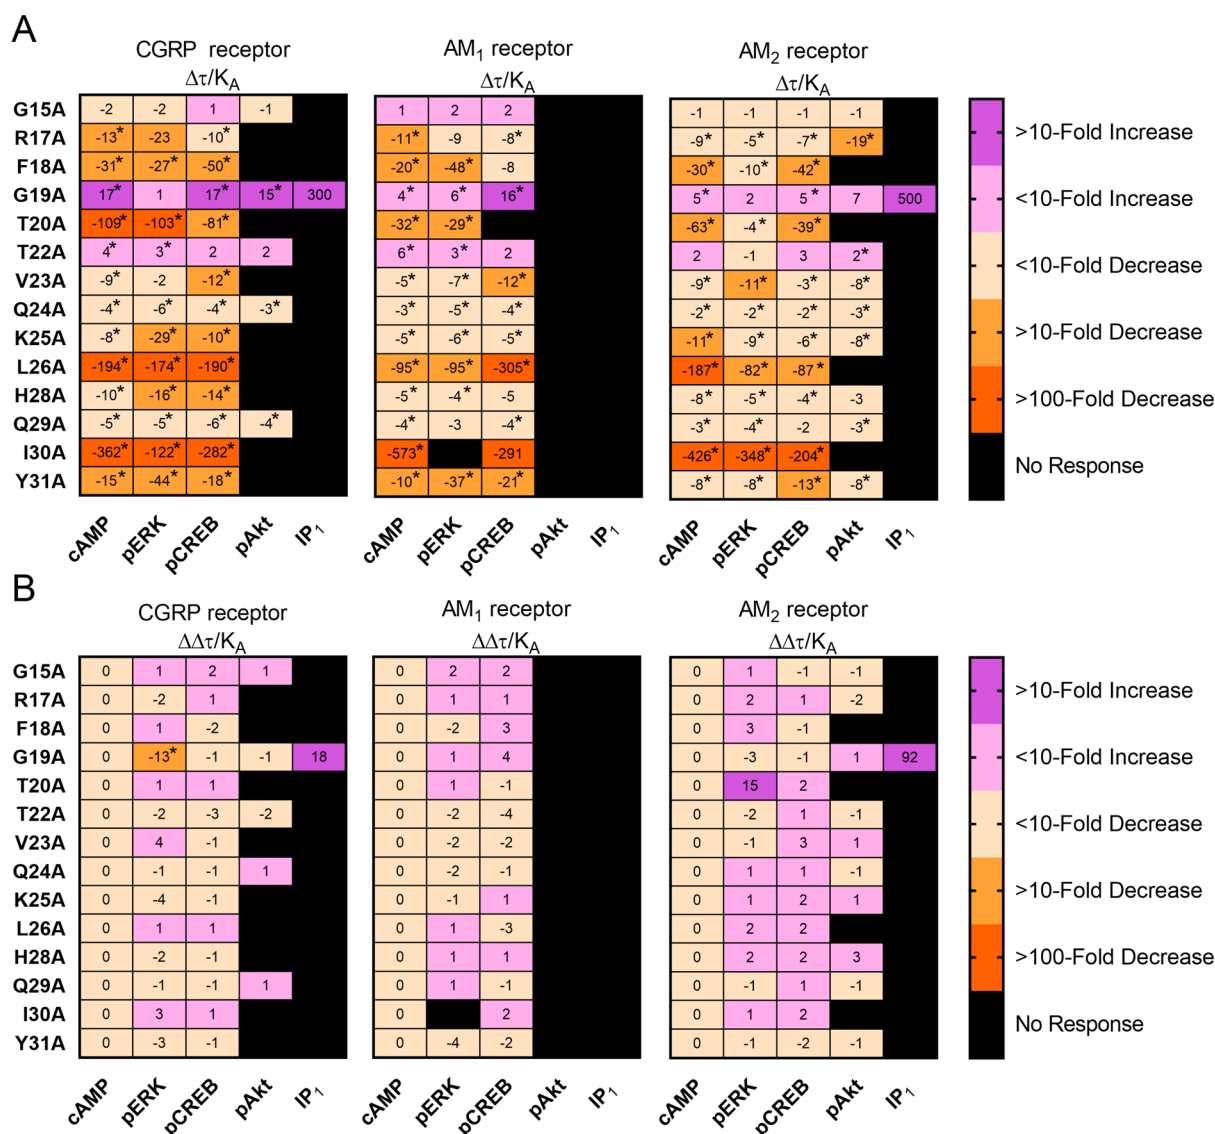 A
CGRP receptor AM1 receptor AM2 receptor
Δτ/KA Δτ/KA Δτ/KA
G15A -2 -2 1 -1 1 2 2 -1 -1 -1 -1
R17A -13* -23 -10* -11* -9 -8* -9* -5* -7* -19*
F18A -31* -27* -50* -20* -48* -8 -30* -10* -42*
G19A 17* 1 17* 15* 300 4* 6* 16* 5* 2 5* 7 500
T20A -109* -103* -81* -32* -29* -63* -4* -39*
T22A 4* 3* 2 2 6* 3* 2 2 -1 3 2*
V23A -9* -2 -12* -5* -7* -12* -9* -11* -3* -8*
Q24A -4* -6* -4* -3* -3* -5* -4* -2* -2* -2* -3*
K25A -8* -29* -10* -5* -6* -5* -11* -9* -6* -8*
L26A -194* -174* -190* -95* -95* -305* -187* -82* -87*
H28A -10* -16* -14* -5* -4* -5 -8* -5* -4* -3
Q29A -5* -5* -6* -4* -4* -3 -4* -3* -4* -2 -3*
I30A -362* -122* -282* -573* -291 -426* -348* -204*
Y31A -15* -44* -18* -10* -37* -21* -8* -8* -13* -8*
cAMP pERK pCREB pAkt IP1 cAMP pERK pCREB pAkt IP1 cAMP pERK pCREB pAkt IP1
>10-Fold Increase
<10-Fold Increase
<10-Fold Decrease
>10-Fold Decrease
>100-Fold Decrease
No Response
B
CGRP receptor AM1 receptor AM2 receptor
ΔΔτ/KA ΔΔτ/KA ΔΔτ/KA
G15A 0 1 2 1 0 2 2 0 1 -1 -1
R17A 0 -2 1 0 1 1 0 2 1 -2
F18A 0 1 -2 0 -2 3 0 3 -1
G19A 0 -13* -1 -1 18 0 1 4 0 -3 -1 1 92
T20A 0 1 1 0 1 -1 0 15 2
T22A 0 -2 -3 -2 0 -2 -4 0 -2 1 -1
V23A 0 4 -1 0 -2 -2 0 -1 3 1
Q24A 0 -1 -1 1 0 -2 -1 0 1 1 -1
K25A 0 -4 -1 0 -1 1 0 1 2 1
L26A 0 1 1 0 1 -3 0 2 2
H28A 0 -2 -1 0 1 1 0 2 2 3
Q29A 0 -1 -1 1 0 1 -1 0 -1 1 -1
I30A 0 3 1 0 2 0 1 2
Y31A 0 -3 -1 0 -4 -2 0 -1 -2 -1
cAMP pERK pCREB pAkt IP1 cAMP pERK pCREB pAkt IP1 cAMP pERK pCREB pAkt IP1
>10-Fold Increase
<10-Fold Increase
<10-Fold Decrease
>10-Fold Decrease
>100-Fold Decrease
No Response